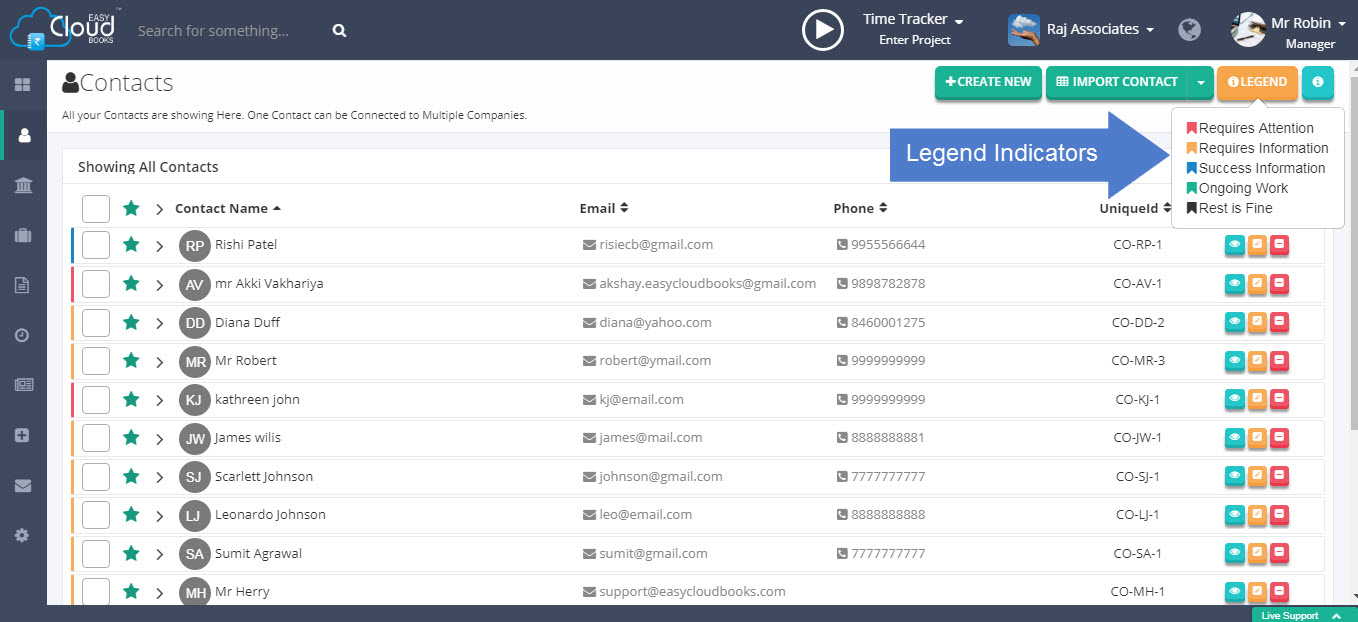 EASY
Cloud
BOOKS
Search for something...
Time Tracker
Enter Project
Raj Associates
Mr Robin
Manager
Contacts
CREATE NEW
IMPORT CONTACT
LEGEND
All your Contacts are showing Here. One Contact can be Connected to Multiple Companies.
Legend Indicators
Requires Attention
Requires Information
Success Information
Ongoing Work
Rest is Fine
Showing All Contacts
Contact Name Email Phone UniqueId
RP Rishi Patel risiecb@gmail.com 9955566644 CO-RP-1
AV mr Akki Vakhariya akshay.easycloudbooks@gmail.com 9898782878 CO-AV-1
DD Diana Duff diana@yahoo.com 8460001275 CO-DD-2
MR Mr Robert robert@ymail.com 9999999999 CO-MR-3
KJ kathreen john kj@email.com 9999999999 CO-KJ-1
JW James wilis james@mail.com 8888888881 CO-JW-1
SJ Scarlett Johnson johnson@gmail.com 7777777777 CO-SJ-1
LJ Leonardo Johnson leo@email.com 8888888888 CO-LJ-1
SA Sumit Agrawal sumit@gmail.com 7777777777 CO-SA-1
MH Mr Herry support@easycloudbooks.com CO-MH-1
Live Support